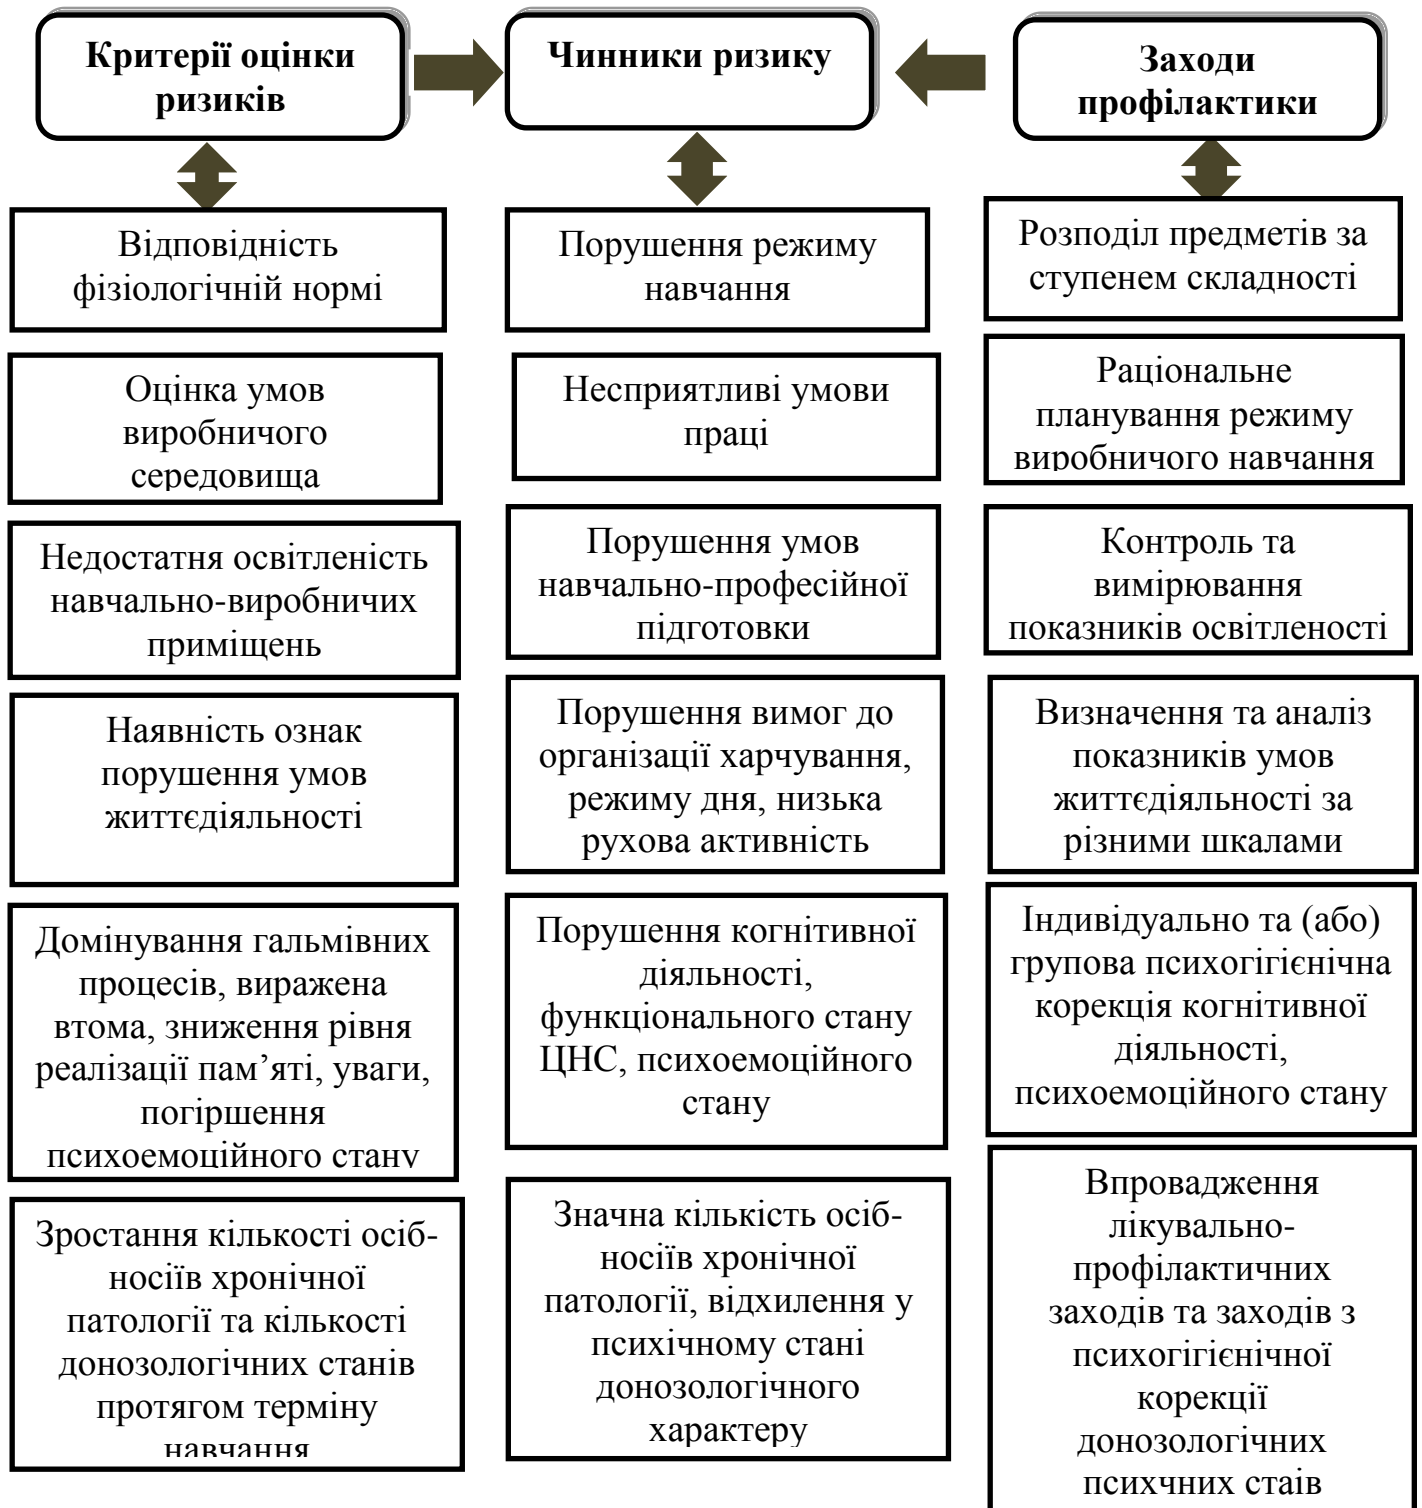 Критерії оцінки
ризиків
Чинники ризику
Заходи
профілактики
Відповідність
фізіологічній нормі
Порушення режиму
навчання
Розподіл предметів за
ступенем складності
Оцінка умов
виробничого
середовища
Несприятливі умови
праці
Раціональне
планування режиму
виробничого навчання
Недостатня освітленість
навчально-виробничих
приміщень
Порушення умов
навчально-професійної
підготовки
Контроль та
вимірювання
показників освітленості
Наявність ознак
порушення умов
життєдіяльності
Порушення вимог до
організації харчування,
режиму дня, низька
рухова активність
Визначення та аналіз
показників умов
життєдіяльності за
різними шкалами
Домінування гальмівних
процесів, виражена
втома, зниження рівня
реалізації пам’яті, уваги,
погіршення
психоемоційного стану
Порушення когнітивної
діяльності,
функціонального стану
ЦНС, психоемоційного
стану
Індивідуально та (або)
групова психогігієнічна
корекція когнітивної
діяльності,
психоемоційного стану
Зростання кількості осіб-
носіїв хронічної
патології та кількості
донозологічних станів
протягом терміну
навчання
Значна кількість осіб-
носіїв хронічної
патології, відхилення у
психічному стані
донозологічного
характеру
Впровадження
лікувально-
профілактичних
заходів та заходів з
психогігієнічної
корекції
донозологічних
психчних стаів